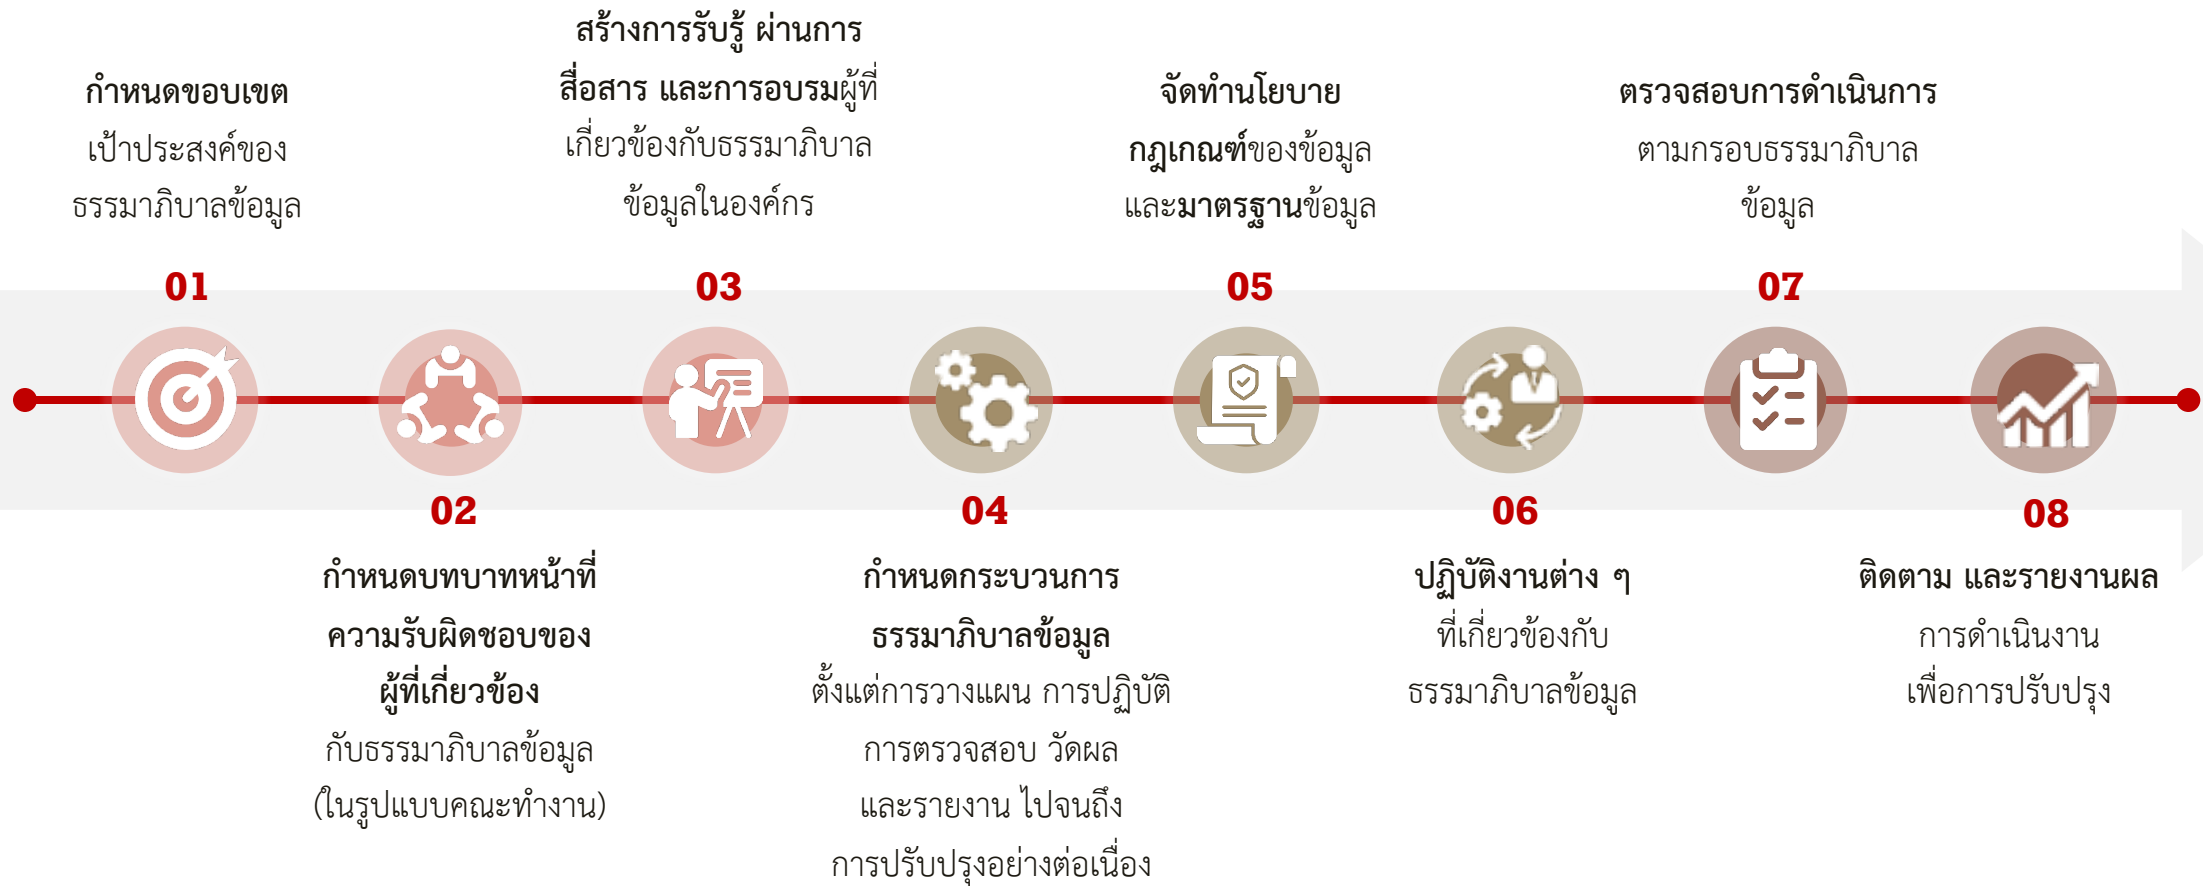 กำหนดขอบเขต
เป้าประสงค์ของ
ธรรมาภิบาลข้อมูล
01
02
กำหนดบทบาทหน้าที่
ความรับผิดชอบของ
ผู้ที่เกี่ยวข้อง
กับธรรมาภิบาลข้อมูล
(ในรูปแบบคณะทำงาน)
สร้างการรับรู้ ผ่านการ
สื่อสาร และการอบรมผู้ที่
เกี่ยวข้องกับธรรมาภิบาล
ข้อมูลในองค์กร
03
04
กำหนดกระบวนการ
ธรรมาภิบาลข้อมูล
ตั้งแต่การวางแผน การปฏิบัติ
การตรวจสอบ วัดผล
และรายงาน ไปจนถึง
การปรับปรุงอย่างต่อเนื่อง
จัดทำนโยบาย
กฎเกณฑ์ของข้อมูล
และมาตรฐานข้อมูล
05
06
ปฏิบัติงานต่าง ๆ
ที่เกี่ยวข้องกับ
ธรรมาภิบาลข้อมูล
ตรวจสอบการดำเนินการ
ตามกรอบธรรมาภิบาล
ข้อมูล
07
08
ติดตาม และรายงานผล
การดำเนินงาน
เพื่อการปรับปรุง